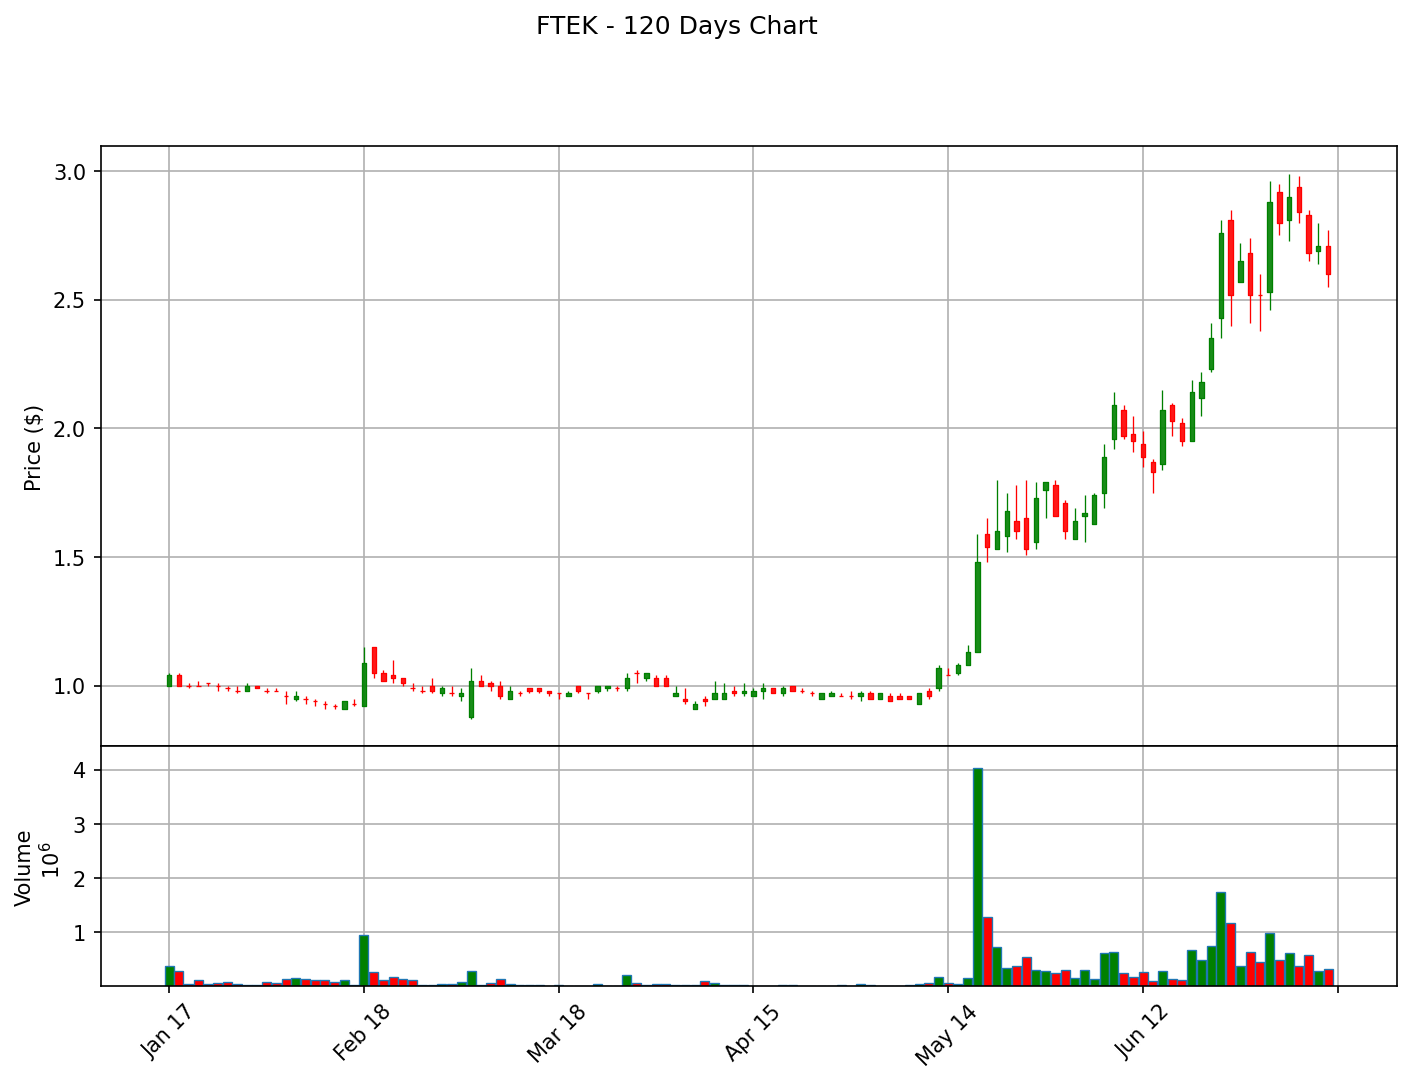 FTEK - 120 Days Chart
Price ($)
3.0
2.5
2.0
1.5
1.0
Volume
10⁶
4
3
2
1
Jan 17
Feb 18
Mar 18
Apr 15
May 14
Jun 12